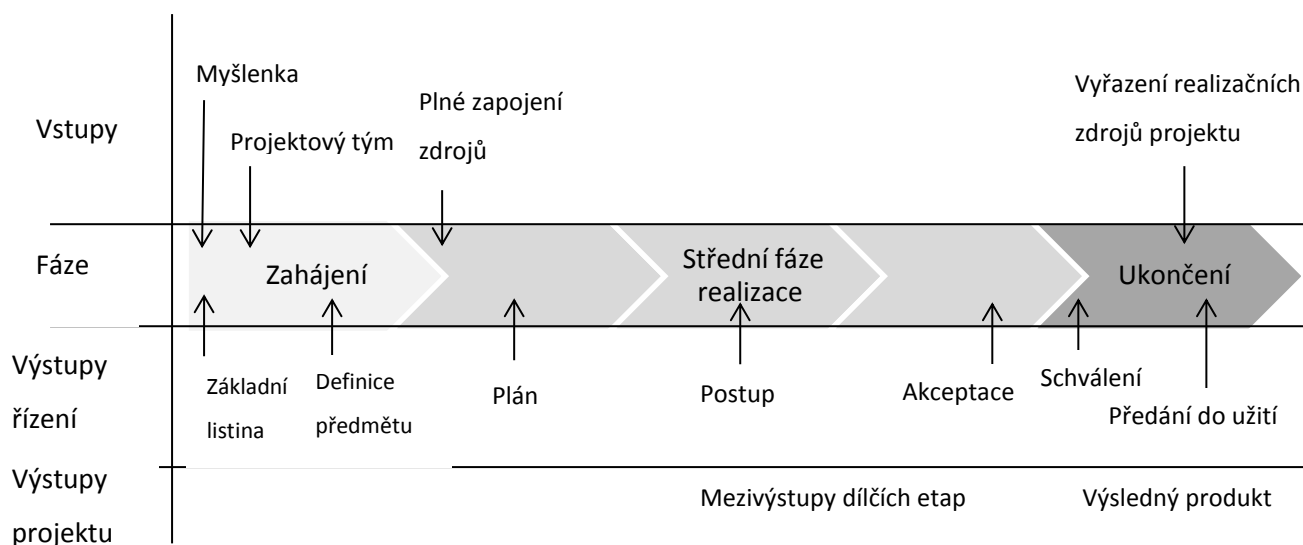 Vstupy
Myšlenka
Projektový tým
Plné zapojení
zdrojů
Vyřazení realizačních
zdrojů projektu
Fáze
Zahájení
Střední fáze
realizace
Ukončení
Výstupy
řízení
Základní
listina
Definice
předmětu
Plán
Postup
Akceptace
Schválení
Předání do užití
Výstupy
projektu
Mezivýstupy dílčích etap
Výsledný produkt